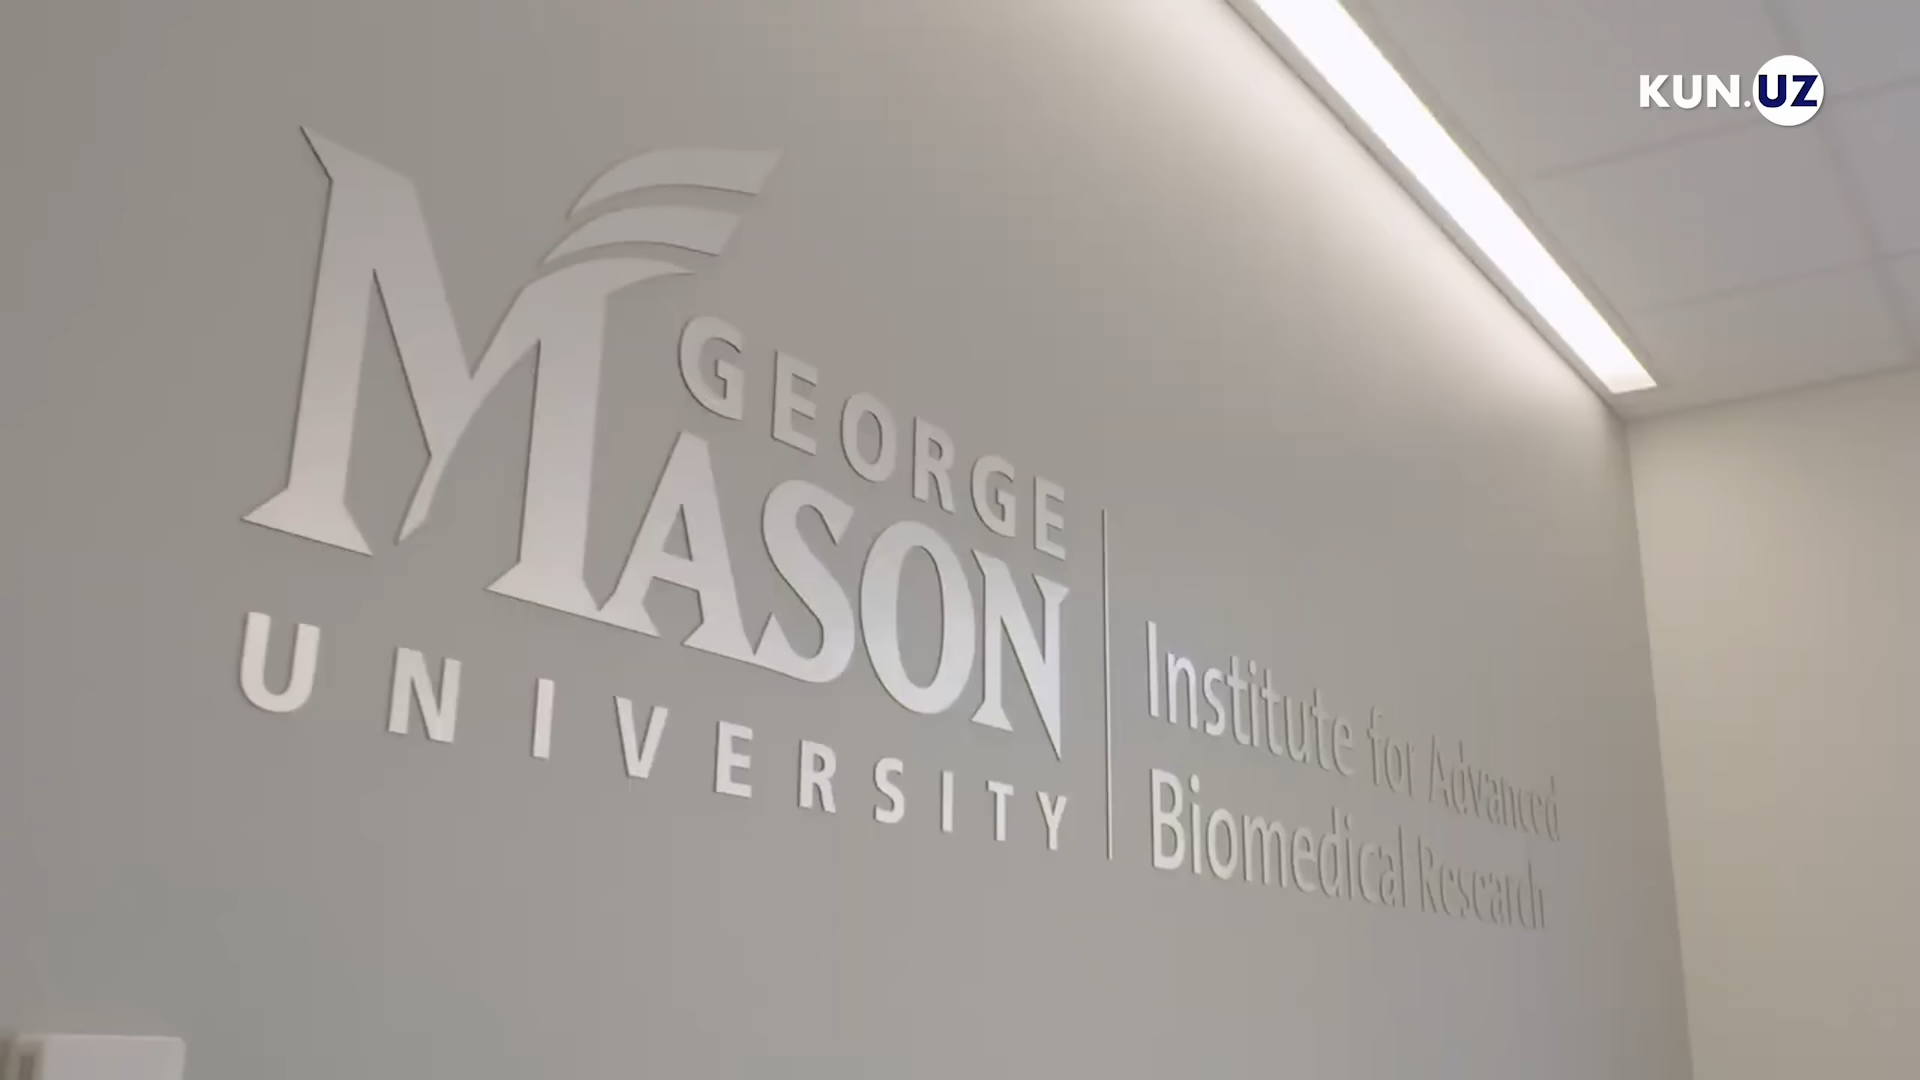 KUN.UZ
GEORGE
MASON
UNIVERSITY
Institute for Advanced
Biomedical Research